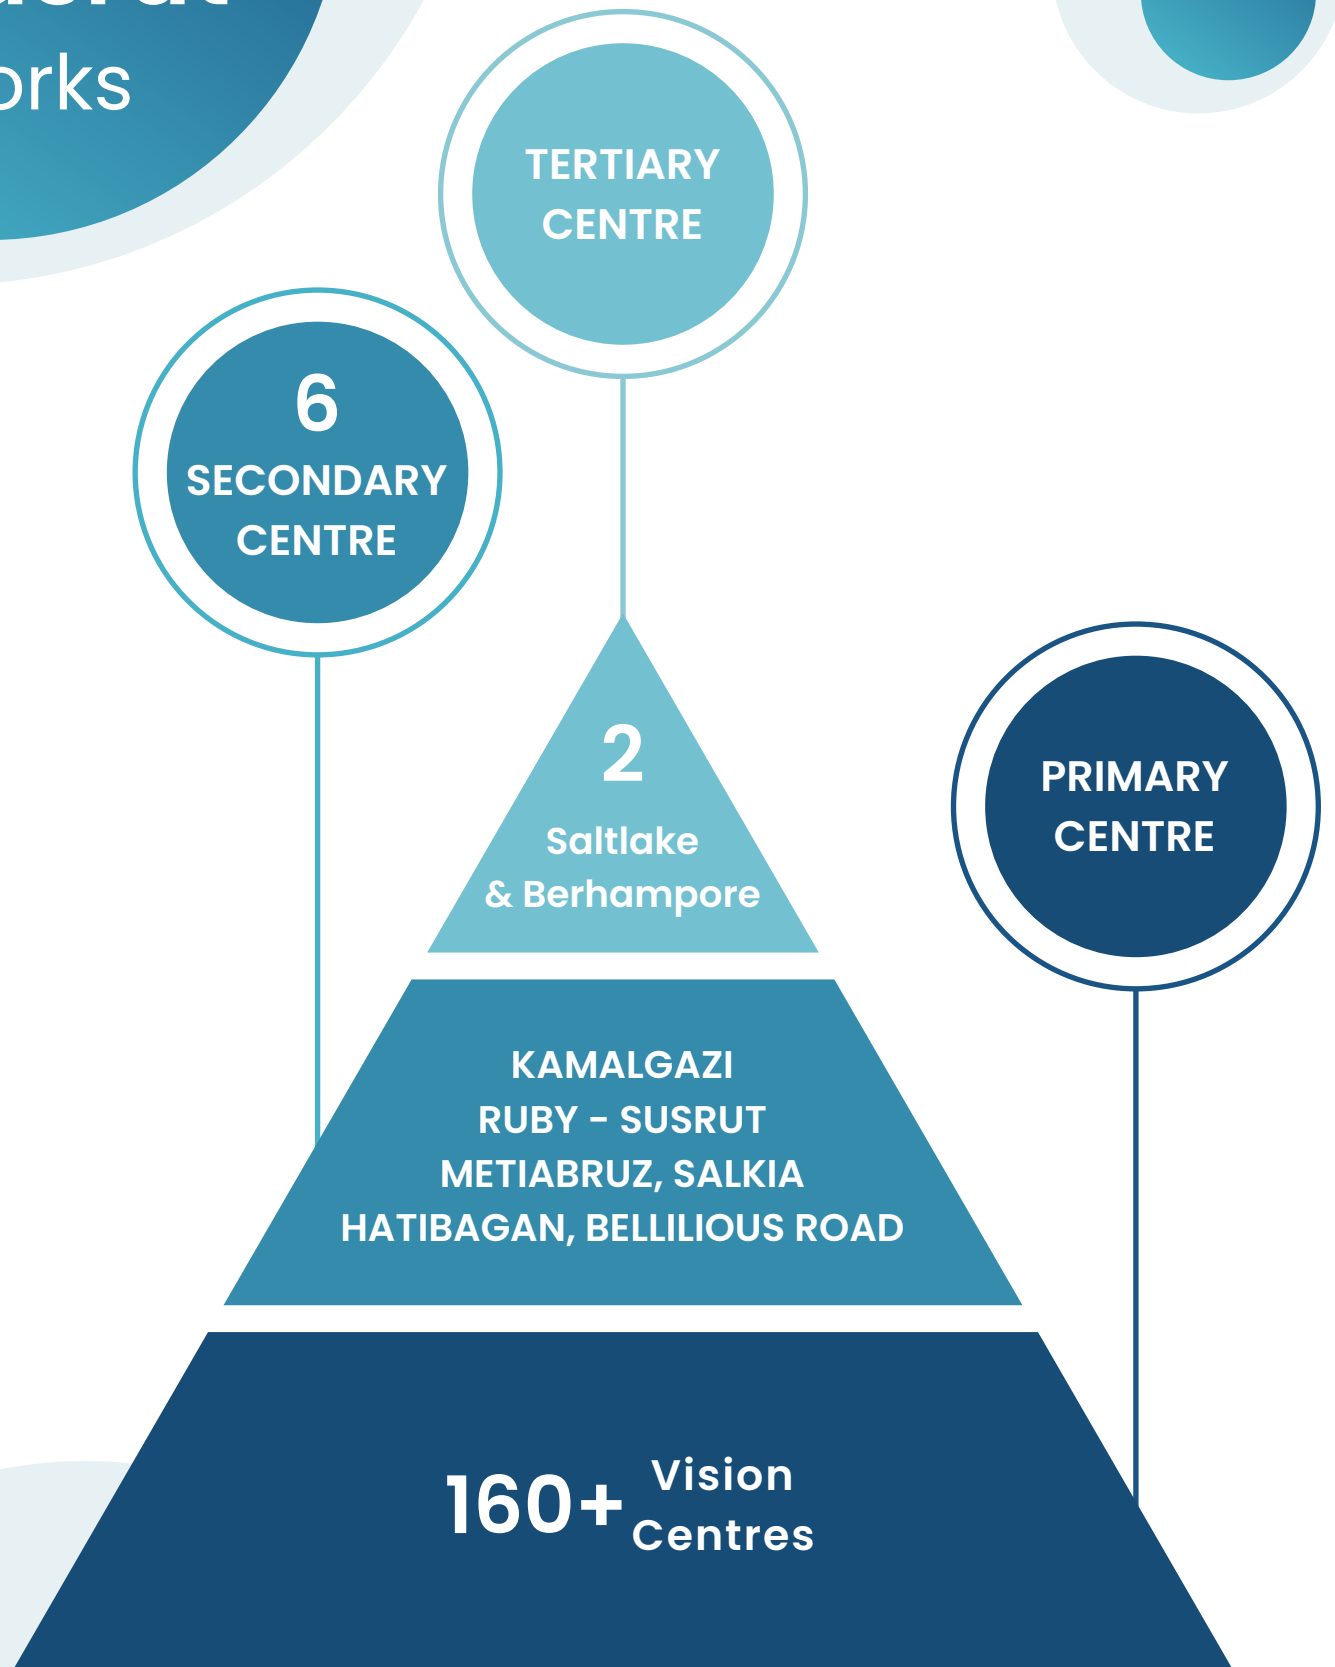 orks
TERTIARY
CENTRE
6
SECONDARY
CENTRE
2
Saltlake
& Berhampore
PRIMARY
CENTRE
KAMALGAZI
RUBY - SUSRUT
METIABRUZ, SALKIA
HATIBAGAN, BELLILIOUS ROAD
160+ Vision
Centres